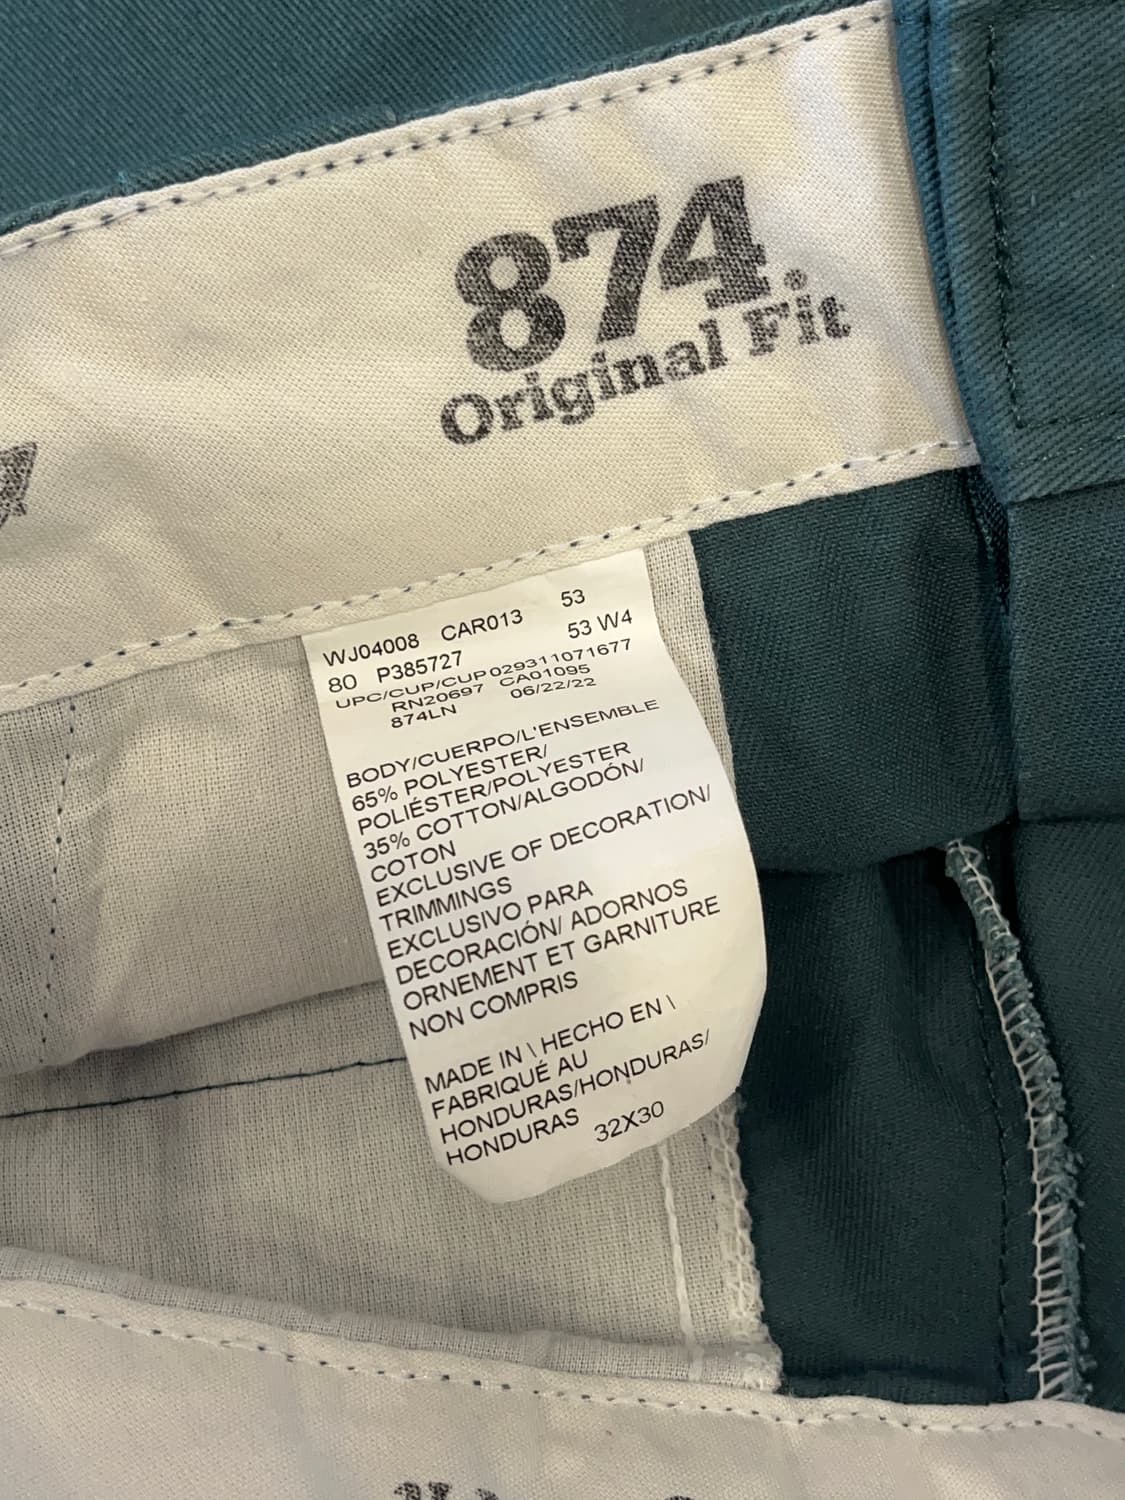 874
Original Fit
WJ04008 CAR013 53
80 P385727 53 W4
UPC/CUP/CUP029311071677
RN20697 CA01095
874LN 06/22/22
BODY/CUERPO/L'ENSEMBLE
65% POLYESTER/
POLIÉSTER/POLYESTER
35% COTTON/ALGODÓN/
COTON
EXCLUSIVE OF DECORATION/
TRIMMINGS
EXCLUSIVO PARA
DECORACIÓN/ ADORNOS
ORNEMENT ET GARNITURE
NON COMPRIS
MADE IN \ HECHO EN \
FABRIQUÉ AU
HONDURAS/HONDURAS/
HONDURAS 32X30